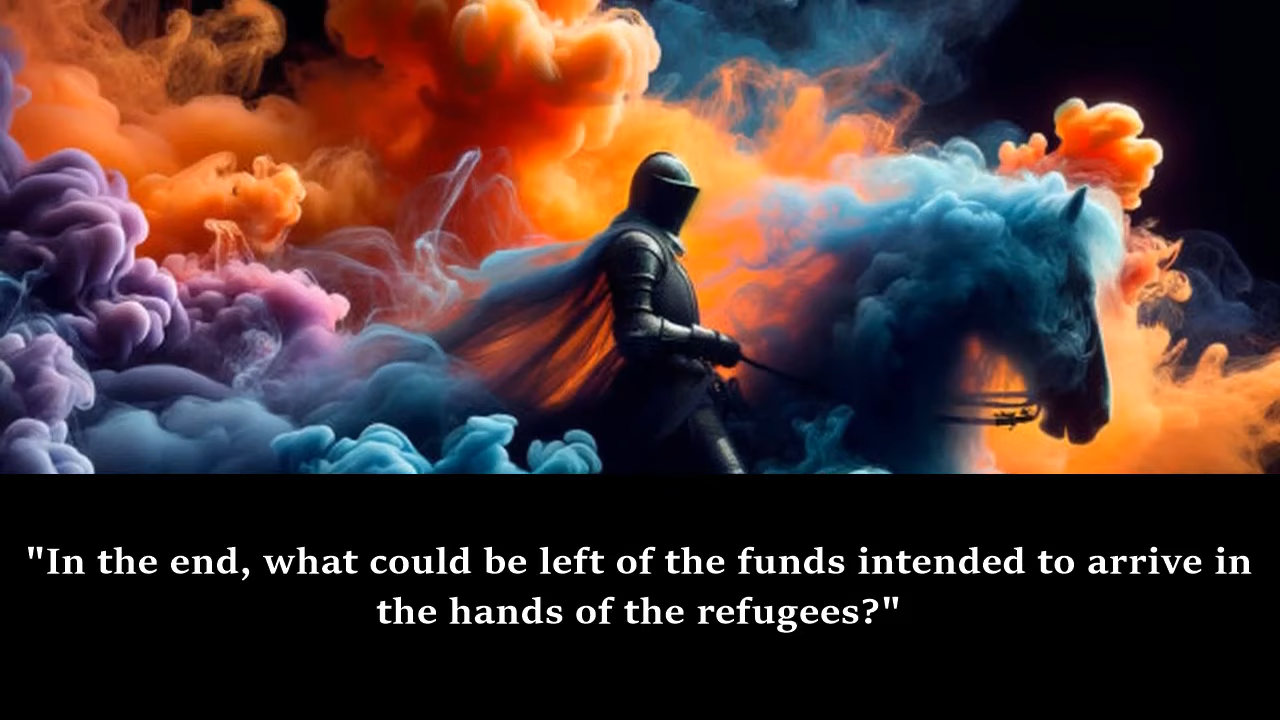 "In the end, what could be left of the funds intended to arrive in
the hands of the refugees?"